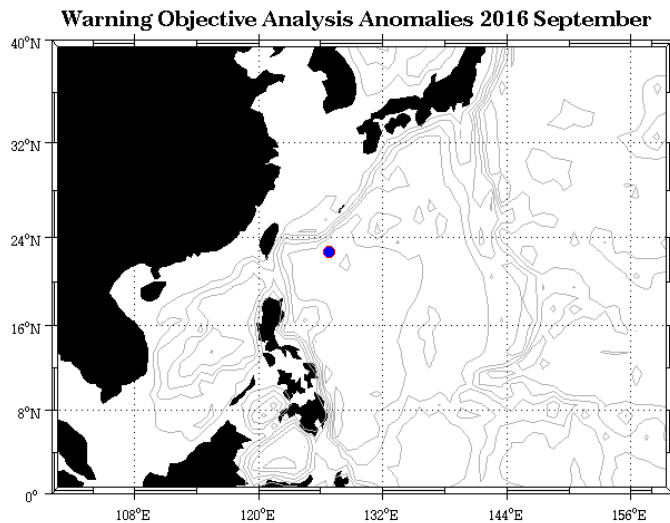 Warning Objective Analysis Anomalies 2016 September
40°N
32°N
24°N
16°N
8°N
0°
108°E
120°E
132°E
144°E
156°E